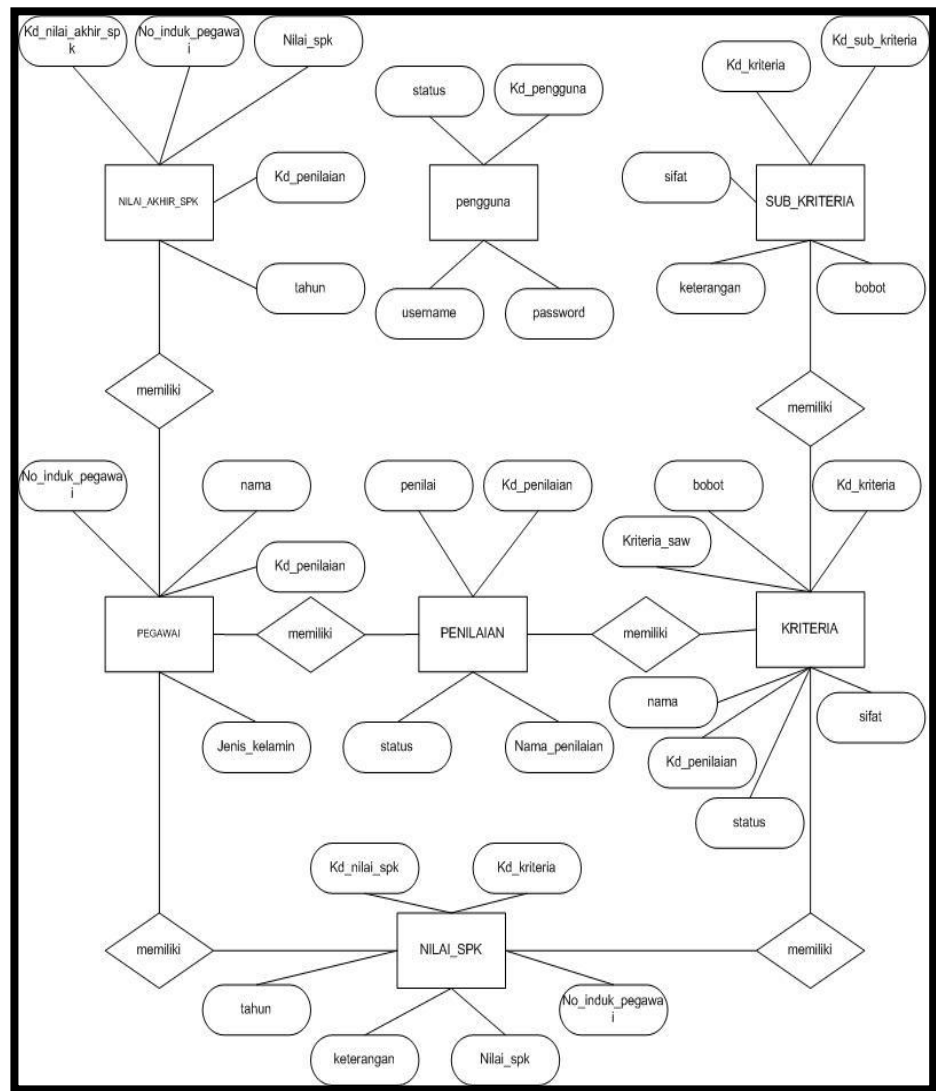 Kd_nilai_akhir_sp
k
No_induk_pegawa
i
Nilai_spk
status
Kd_pengguna
Kd_kriteria
Kd_sub_kriteria
NILAI_AKHIR_SPK
Kd_penilaian
pengguna
sifat
SUB_KRITERIA
tahun
username
password
keterangan
bobot
memiliki
memiliki
No_induk_pegawa
i
nama
penilai
Kd_penilaian
bobot
Kd_kriteria
Kriteria_saw
Kd_penilaian
PEGAWAI
memiliki
PENILAIAN
memiliki
KRITERIA
Jenis_kelamin
status
Nama_penilaian
nama
sifat
Kd_penilaian
status
Kd_nilai_spk
Kd_kriteria
memiliki
NILAI_SPK
memiliki
tahun
No_induk_pegawa
i
keterangan
Nilai_spk